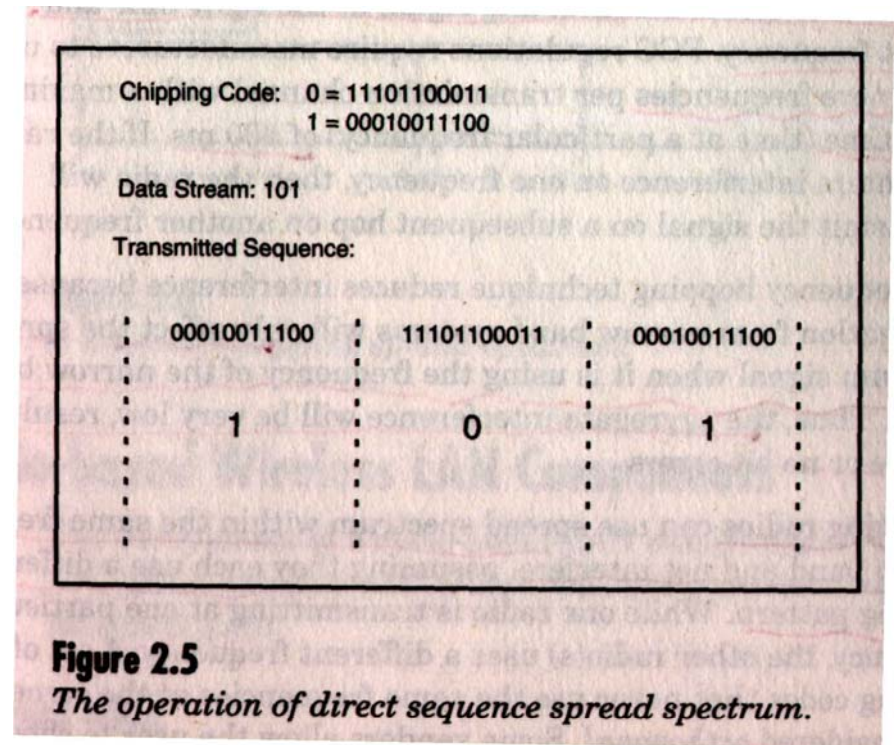 Chipping Code: 0 = 11101100011
1 = 00010011100
Data Stream: 101
Transmitted Sequence:
00010011100 11101100011 00010011100
1 0 1
Figure 2.5
The operation of direct sequence spread spectrum.